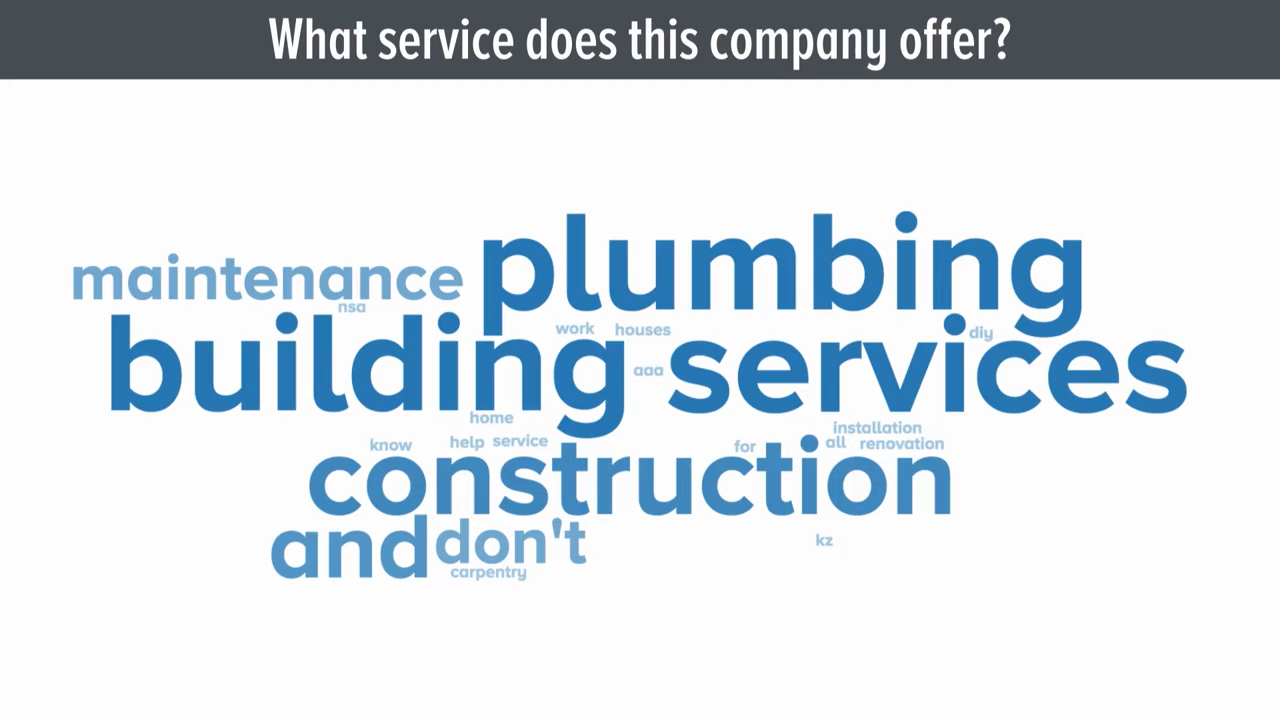 What service does this company offer?
maintenance plumbing
nsa
work houses diy
building services
aaa
home
installation
know help service for all renovation
construction
and don't
kz
carpentry